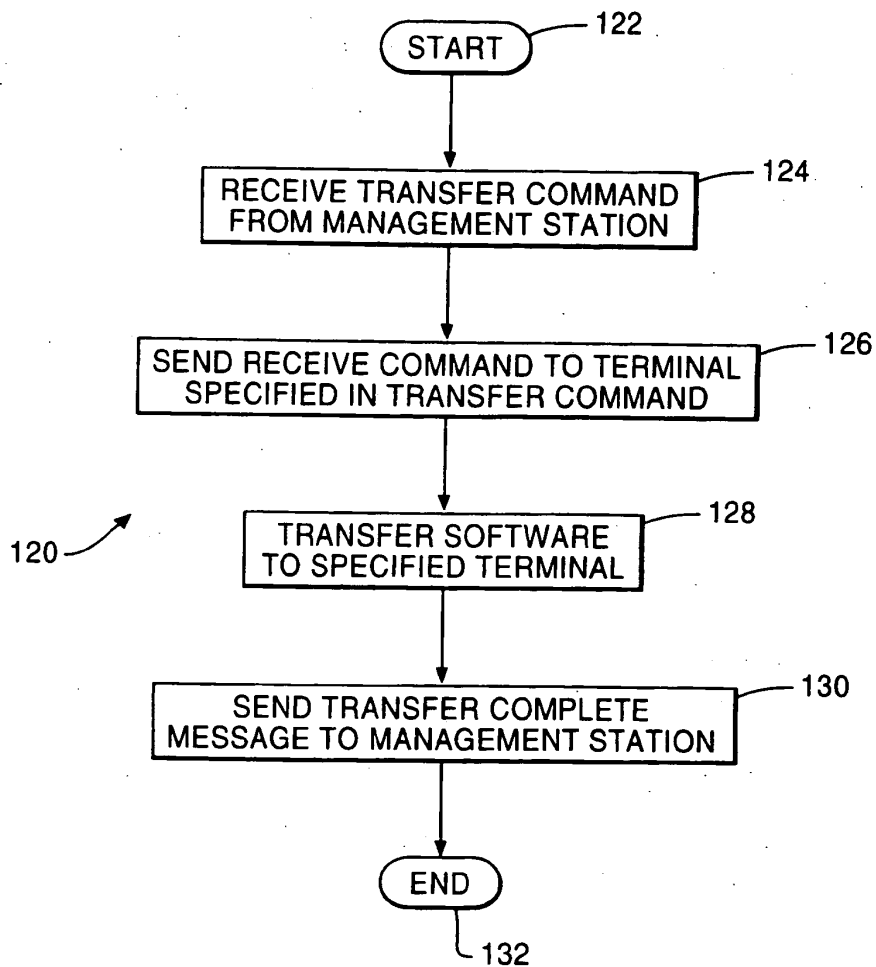 START
122
RECEIVE TRANSFER COMMAND
FROM MANAGEMENT STATION
124
SEND RECEIVE COMMAND TO TERMINAL
SPECIFIED IN TRANSFER COMMAND
126
120
TRANSFER SOFTWARE
TO SPECIFIED TERMINAL
128
SEND TRANSFER COMPLETE
MESSAGE TO MANAGEMENT STATION
130
END
132